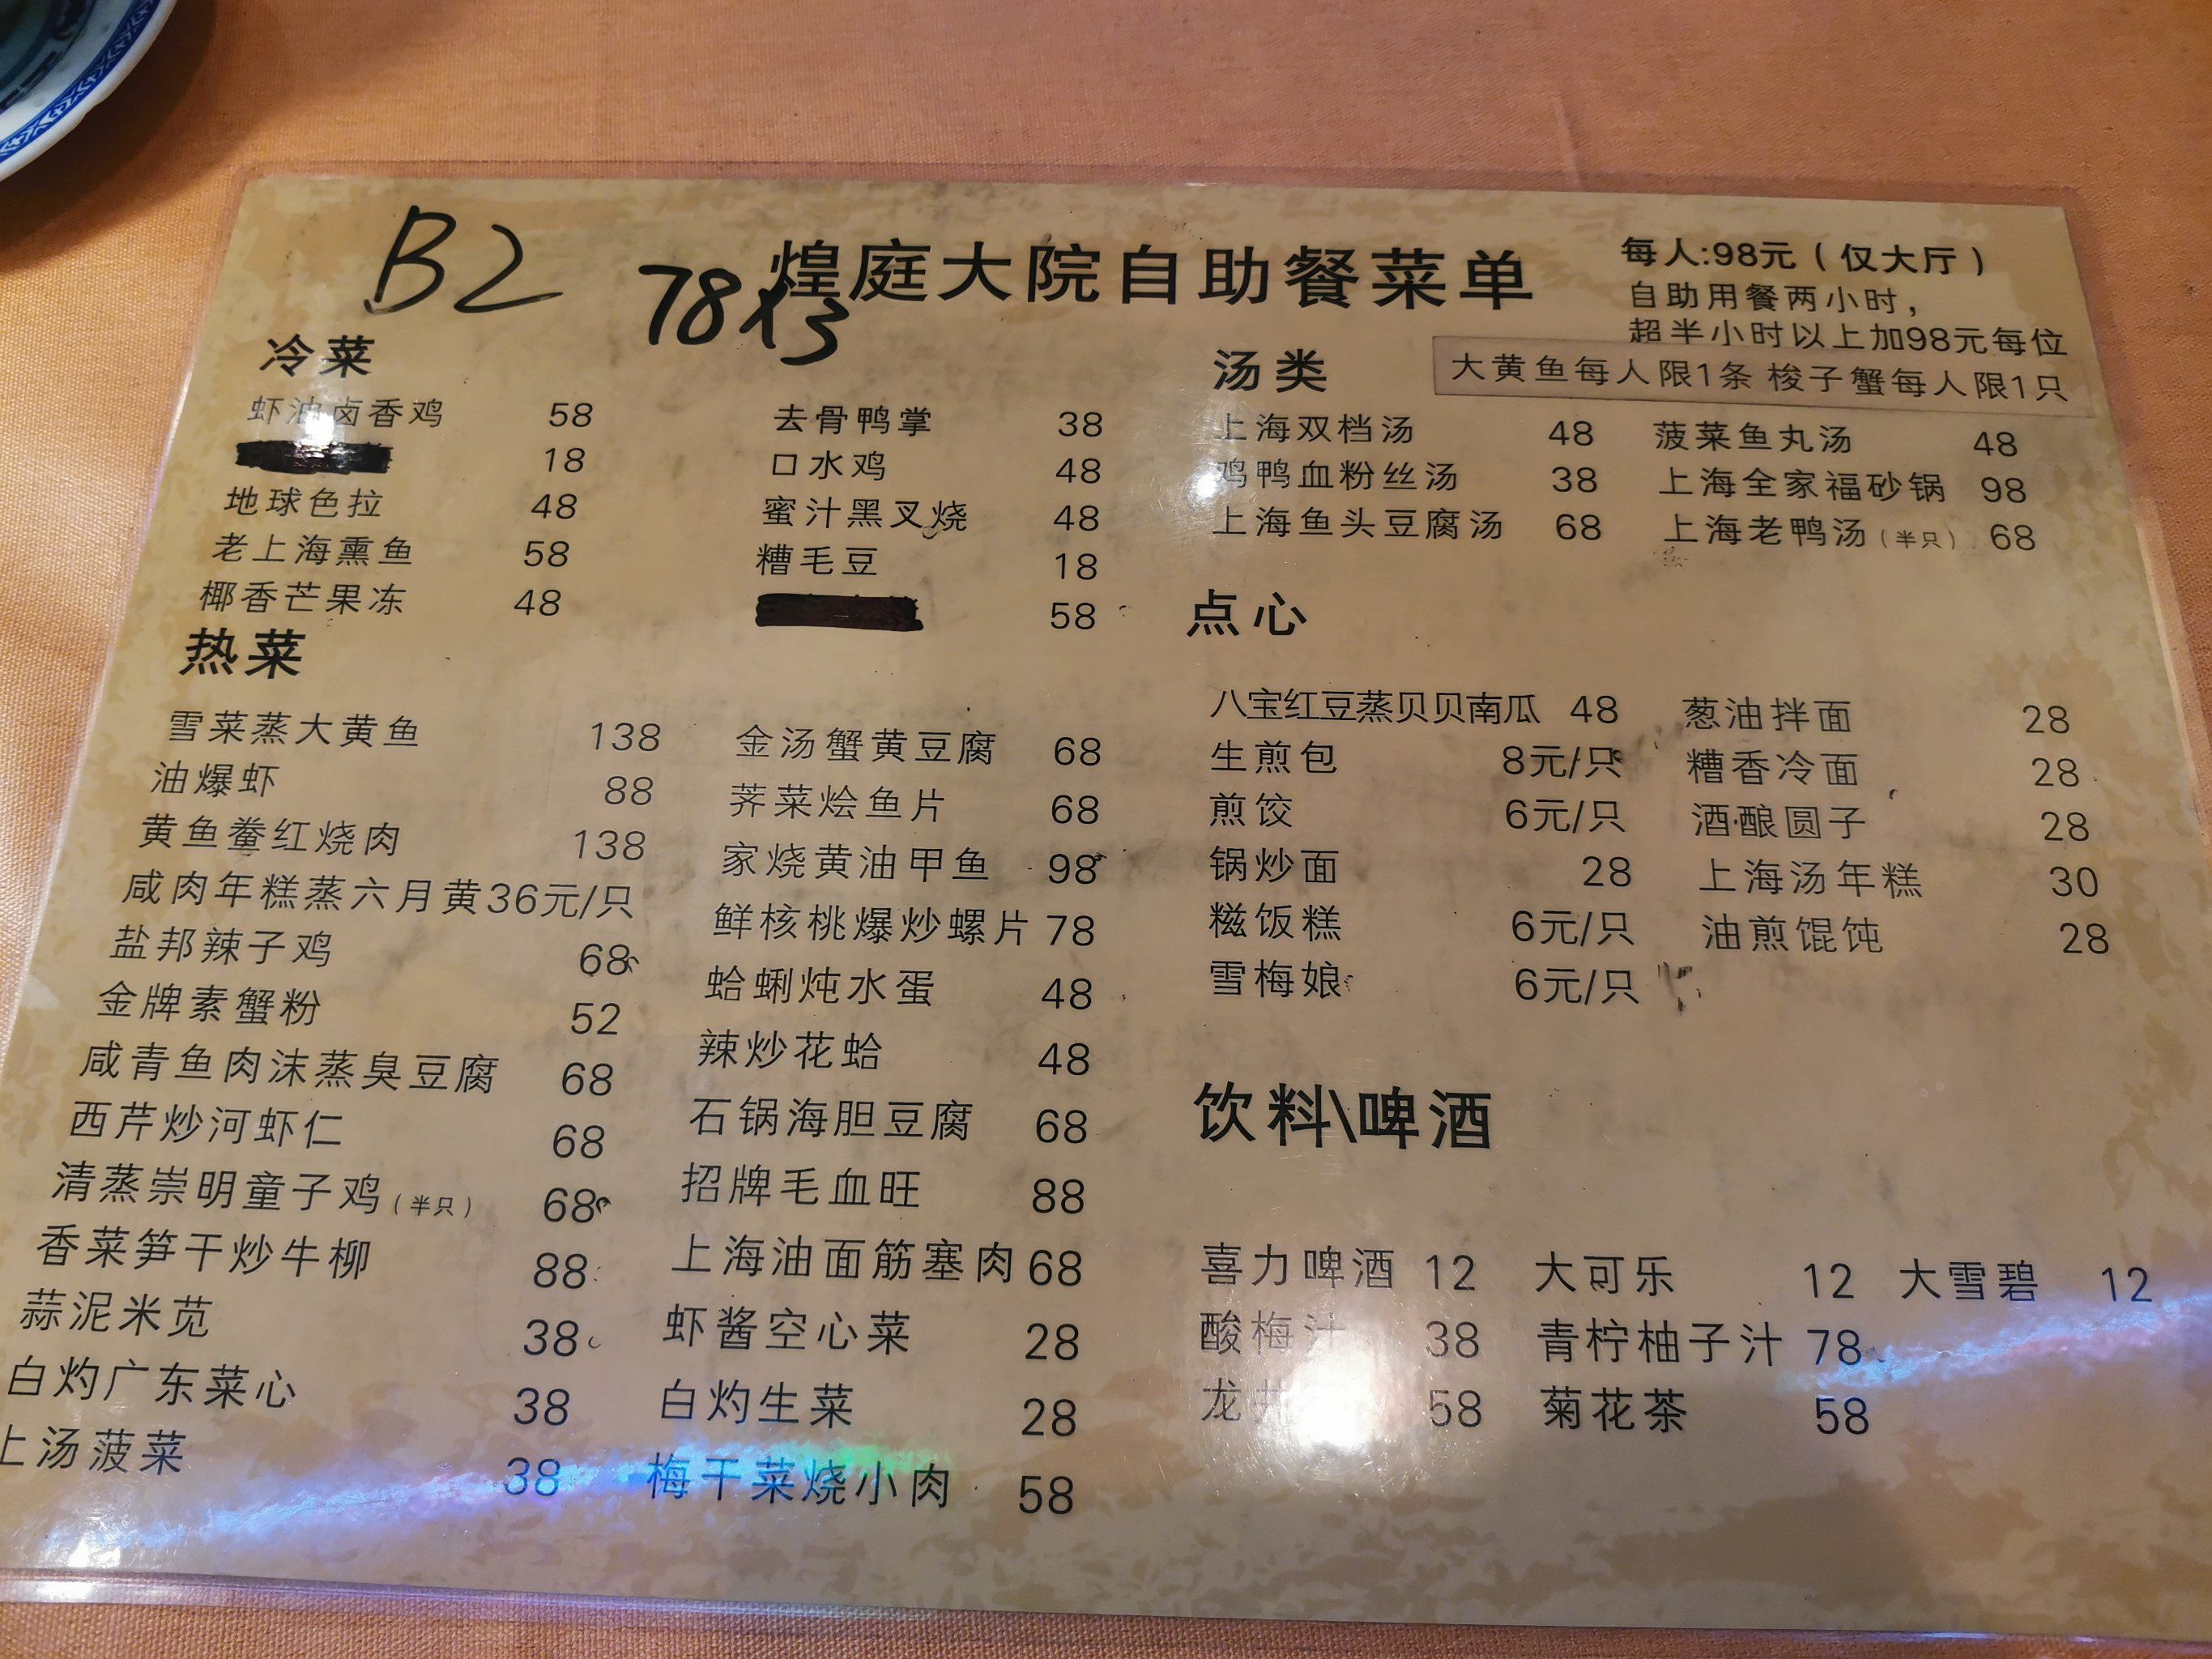 B2
78x3
煌庭大院自助餐菜单
每人:98元（仅大厅）
自助用餐两小时，
超半小时以上加98元每位
大黄鱼每人限1条 梭子蟹每人限1只
冷菜
虾油卤香鸡 58
18
地球色拉 48
老上海熏鱼 58
椰香芒果冻 48
去骨鸭掌 38
口水鸡 48
蜜汁黑叉烧 48
糟毛豆 18
58
热菜
雪菜蒸大黄鱼 138
油爆虾 88
黄鱼鲞红烧肉 138
咸肉年糕蒸六月黄36元/只
盐邦辣子鸡 68
金牌素蟹粉 52
咸青鱼肉沫蒸臭豆腐 68
西芹炒河虾仁 68
清蒸崇明童子鸡（半只） 68
香菜笋干炒牛柳 88
蒜泥米苋 38
白灼广东菜心 38
上汤菠菜 38
金汤蟹黄豆腐 68
荠菜烩鱼片 68
家烧黄油甲鱼 98
鲜核桃爆炒螺片 78
蛤蜊炖水蛋 48
辣炒花蛤 48
石锅海胆豆腐 68
招牌毛血旺 88
上海油面筋塞肉 68
虾酱空心菜 28
白灼生菜 28
梅干菜烧小肉 58
汤类
上海双档汤 48
鸡鸭血粉丝汤 38
上海鱼头豆腐汤 68
菠菜鱼丸汤 48
上海全家福砂锅 98
上海老鸭汤（半只） 68
点心
八宝红豆蒸贝贝南瓜 48
生煎包 8元/只
煎饺 6元/只
锅炒面 28
糍饭糕 6元/只
雪梅娘 6元/只
葱油拌面 28
糟香冷面 28
酒酿圆子 28
上海汤年糕 30
油煎馄饨 28
饮料\啤酒
喜力啤酒 12 大可乐 12 大雪碧 12
酸梅汁 38 青柠柚子汁 78
龙井 58 菊花茶 58